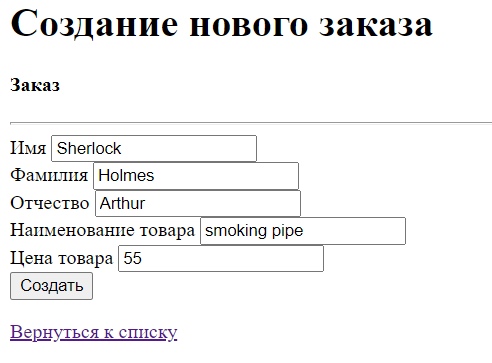 Создание нового заказа
Заказ
Имя Sherlock
Фамилия Holmes
Отчество Arthur
Наименование товара smoking pipe
Цена товара 55
Создать
Вернуться к списку